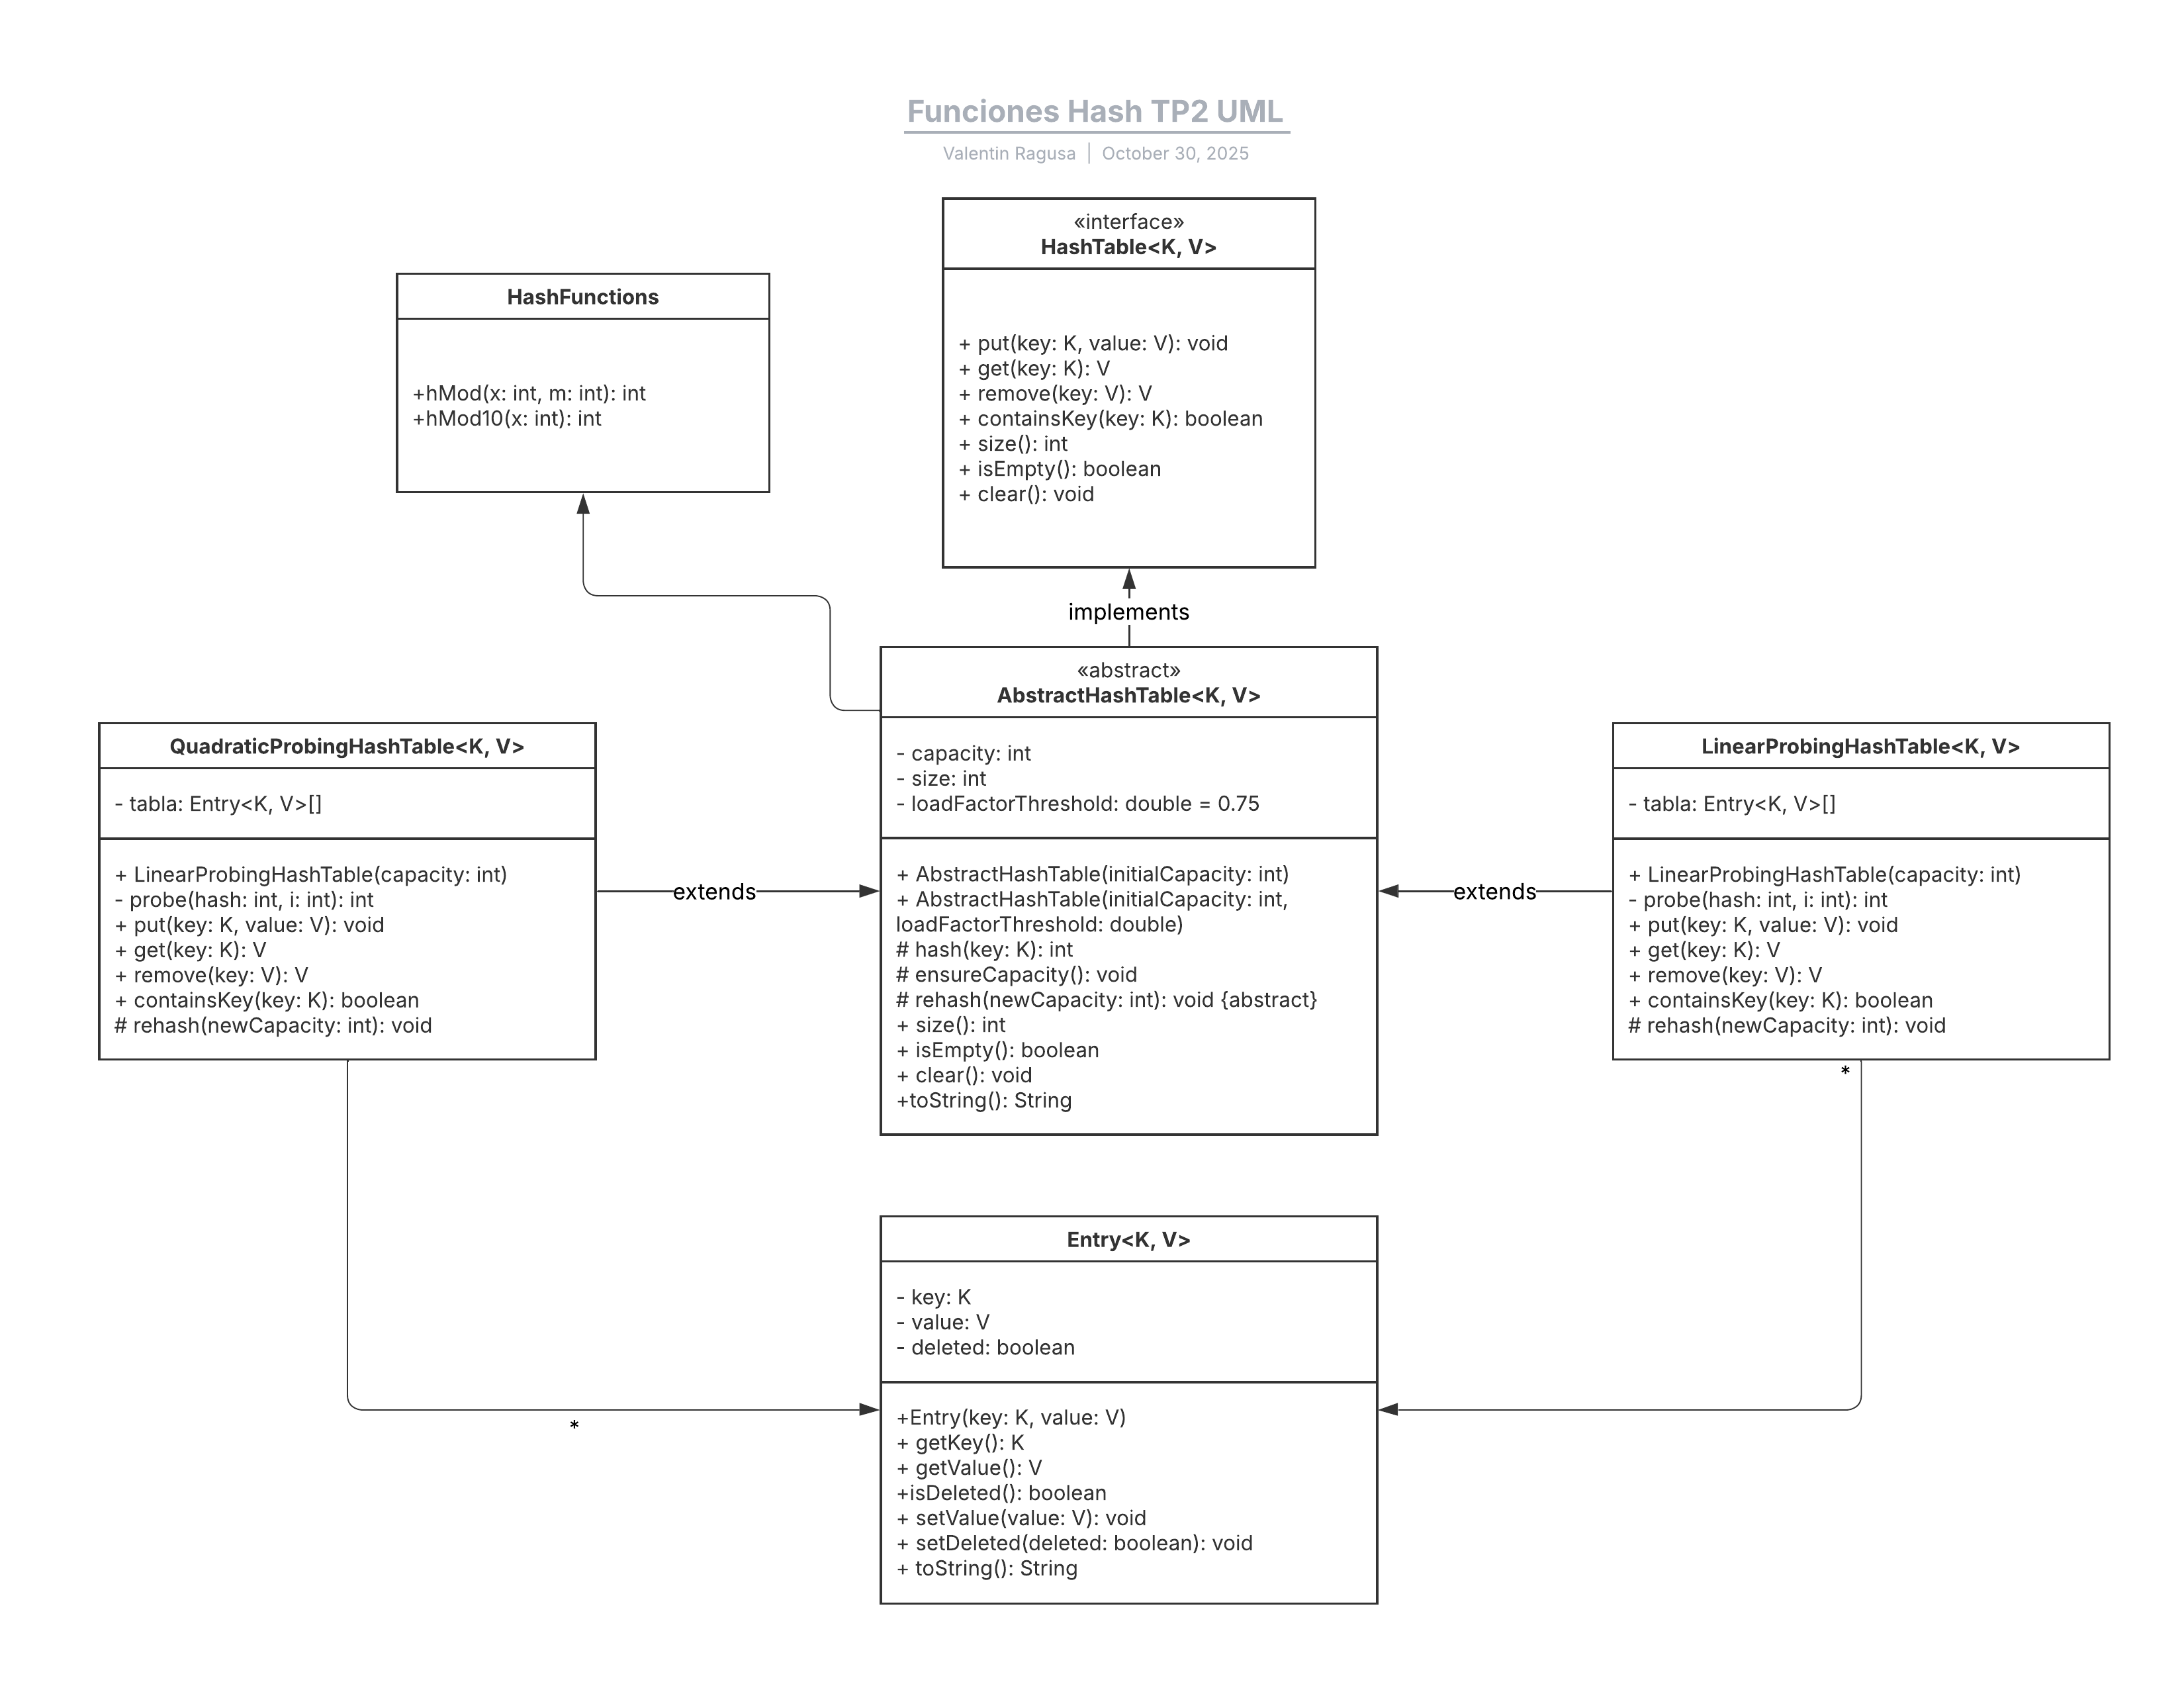 Funciones Hash TP2 UML
Valentin Ragusa | October 30, 2025
«interface»
HashTable<K, V>
+ put(key: K, value: V): void
+ get(key: K): V
+ remove(key: V): V
+ containsKey(key: K): boolean
+ size(): int
+ isEmpty(): boolean
+ clear(): void
HashFunctions
+hMod(x: int, m: int): int
+hMod10(x: int): int
implements
«abstract»
AbstractHashTable<K, V>
- capacity: int
- size: int
- loadFactorThreshold: double = 0.75
+ AbstractHashTable(initialCapacity: int)
+ AbstractHashTable(initialCapacity: int,
loadFactorThreshold: double)
# hash(key: K): int
# ensureCapacity(): void
# rehash(newCapacity: int): void {abstract}
+ size(): int
+ isEmpty(): boolean
+ clear(): void
+toString(): String
QuadraticProbingHashTable<K, V>
- tabla: Entry<K, V>[]
+ LinearProbingHashTable(capacity: int)
- probe(hash: int, i: int): int
+ put(key: K, value: V): void
+ get(key: K): V
+ remove(key: V): V
+ containsKey(key: K): boolean
# rehash(newCapacity: int): void
extends
extends
LinearProbingHashTable<K, V>
- tabla: Entry<K, V>[]
+ LinearProbingHashTable(capacity: int)
- probe(hash: int, i: int): int
+ put(key: K, value: V): void
+ get(key: K): V
+ remove(key: V): V
+ containsKey(key: K): boolean
# rehash(newCapacity: int): void
*
Entry<K, V>
- key: K
- value: V
- deleted: boolean
+Entry(key: K, value: V)
+ getKey(): K
+ getValue(): V
+isDeleted(): boolean
+ setValue(value: V): void
+ setDeleted(deleted: boolean): void
+ toString(): String
*